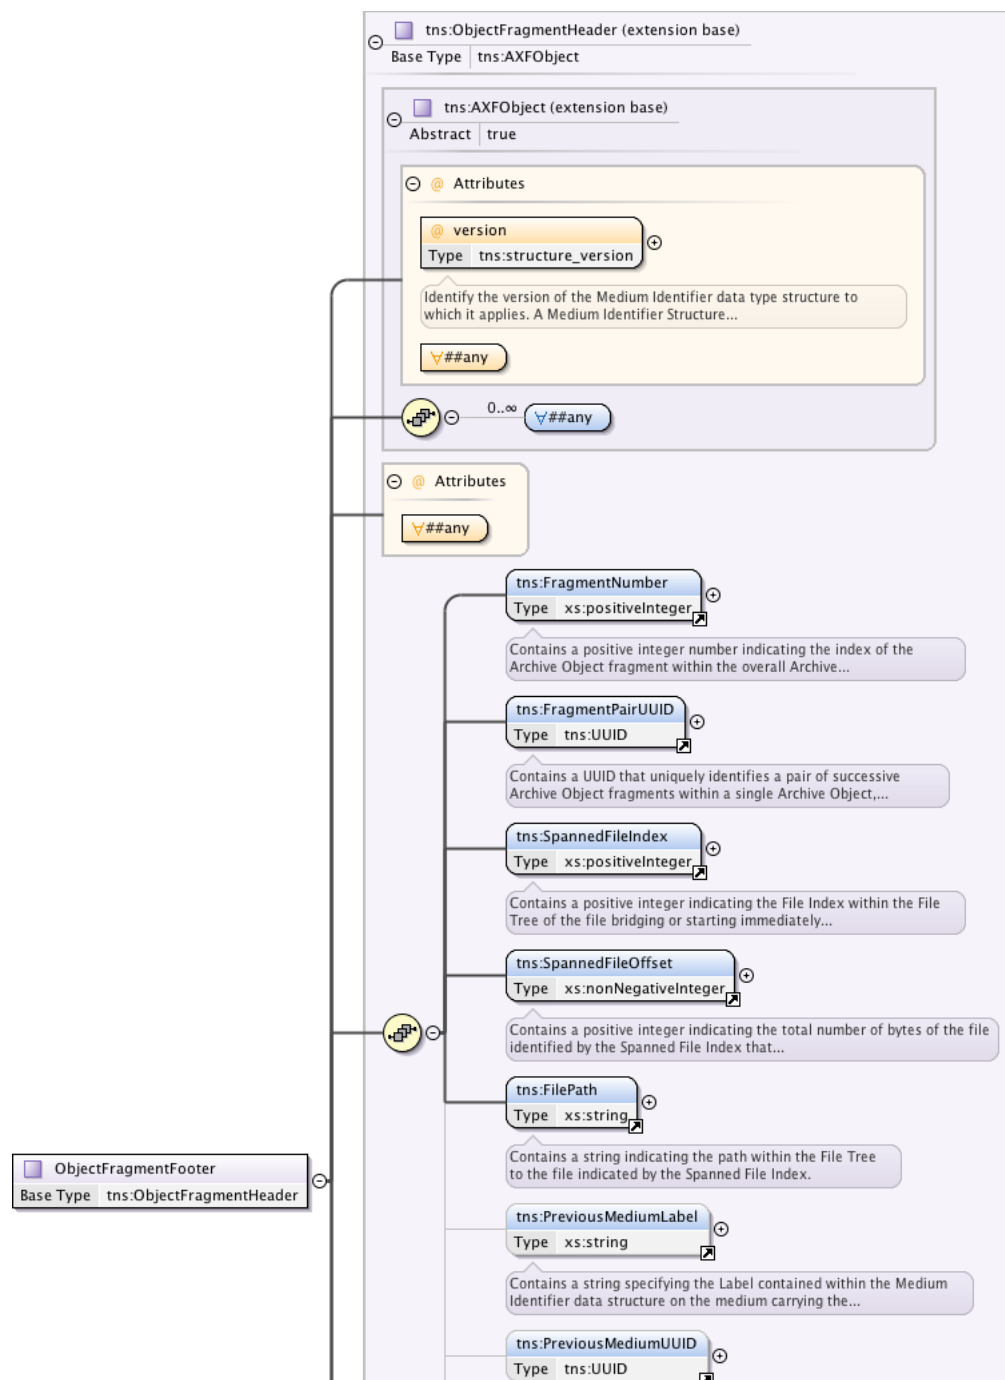 tns:ObjectFragmentHeader (extension base)
Base Type tns:AXFObject
tns:AXFObject (extension base)
Abstract true
@ Attributes
@ version
Type tns:structure_version
Identify the version of the Medium Identifier data type structure to
which it applies. A Medium Identifier Structure...
∀##any
0..∞ ∀##any
@ Attributes
∀##any
tns:FragmentNumber
Type xs:positiveInteger
Contains a positive integer number indicating the index of the
Archive Object fragment within the overall Archive...
tns:FragmentPairUUID
Type tns:UUID
Contains a UUID that uniquely identifies a pair of successive
Archive Object fragments within a single Archive Object,...
tns:SpannedFileIndex
Type xs:positiveInteger
Contains a positive integer indicating the File Index within the File
Tree of the file bridging or starting immediately...
tns:SpannedFileOffset
Type xs:nonNegativeInteger
Contains a positive integer indicating the total number of bytes of the file
identified by the Spanned File Index that...
tns:FilePath
Type xs:string
Contains a string indicating the path within the File Tree
to the file indicated by the Spanned File Index.
ObjectFragmentFooter
Base Type tns:ObjectFragmentHeader
tns:PreviousMediumLabel
Type xs:string
Contains a string specifying the Label contained within the Medium
Identifier data structure on the medium carrying the...
tns:PreviousMediumUUID
Type tns:UUID